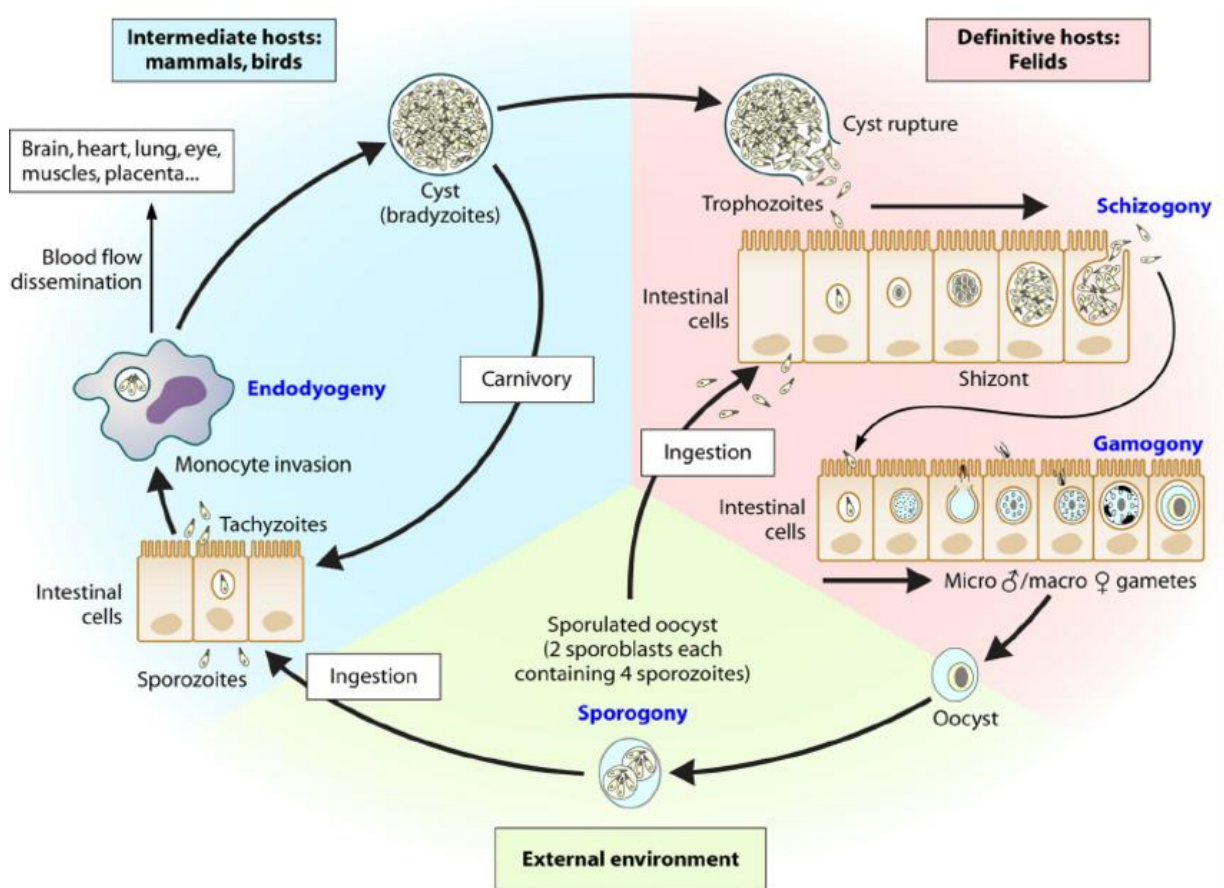 Intermediate hosts:
mammals, birds
Definitive hosts:
Felids
Brain, heart, lung, eye,
muscles, placenta...
Blood flow
dissemination
Cyst
(bradyzoites)
Cyst rupture
Trophozoites
Schizogony
Intestinal
cells
Shizont
Endodyogeny
Carnivory
Monocyte invasion
Tachyzoites
Intestinal
cells
Sporozoites
Ingestion
Ingestion
Gamogony
Intestinal
cells
Micro ♂/macro ♀ gametes
Sporulated oocyst
(2 sporoblasts each
containing 4 sporozoites)
Sporogony
Oocyst
External environment